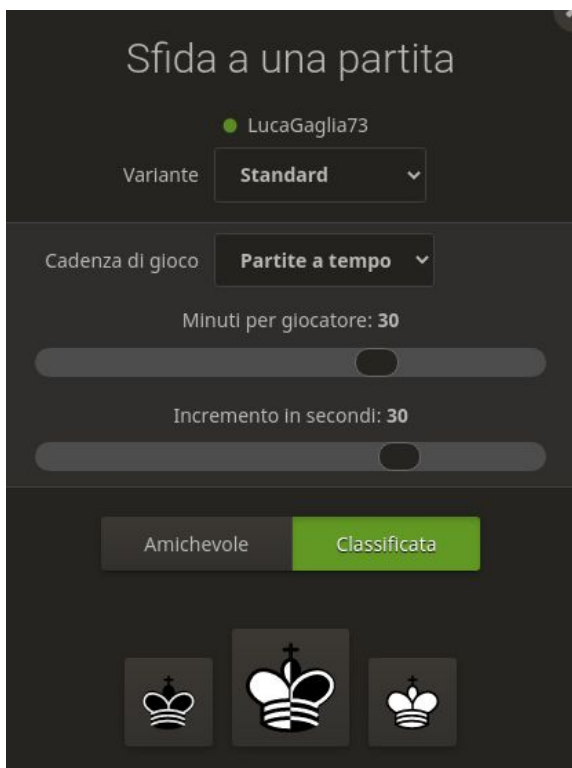 Sfida a una partita
LucaGaglia73
Variante Standard
Cadenza di gioco Partite a tempo
Minuti per giocatore: 30
Incremento in secondi: 30
Amichevole Classificata